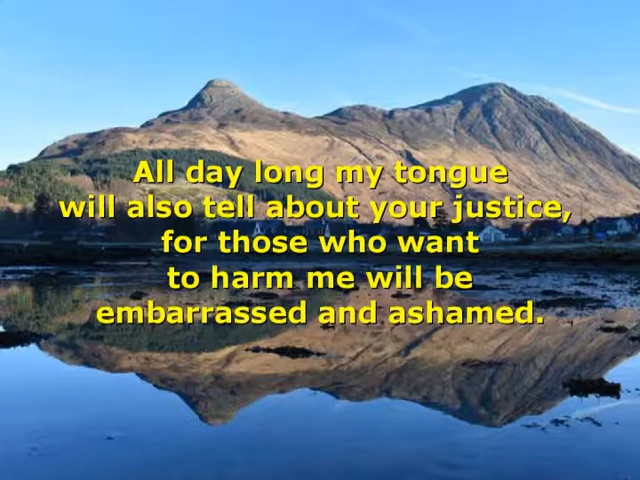 All day long my tongue
will also tell about your justice,
for those who want
to harm me will be
embarrassed and ashamed.